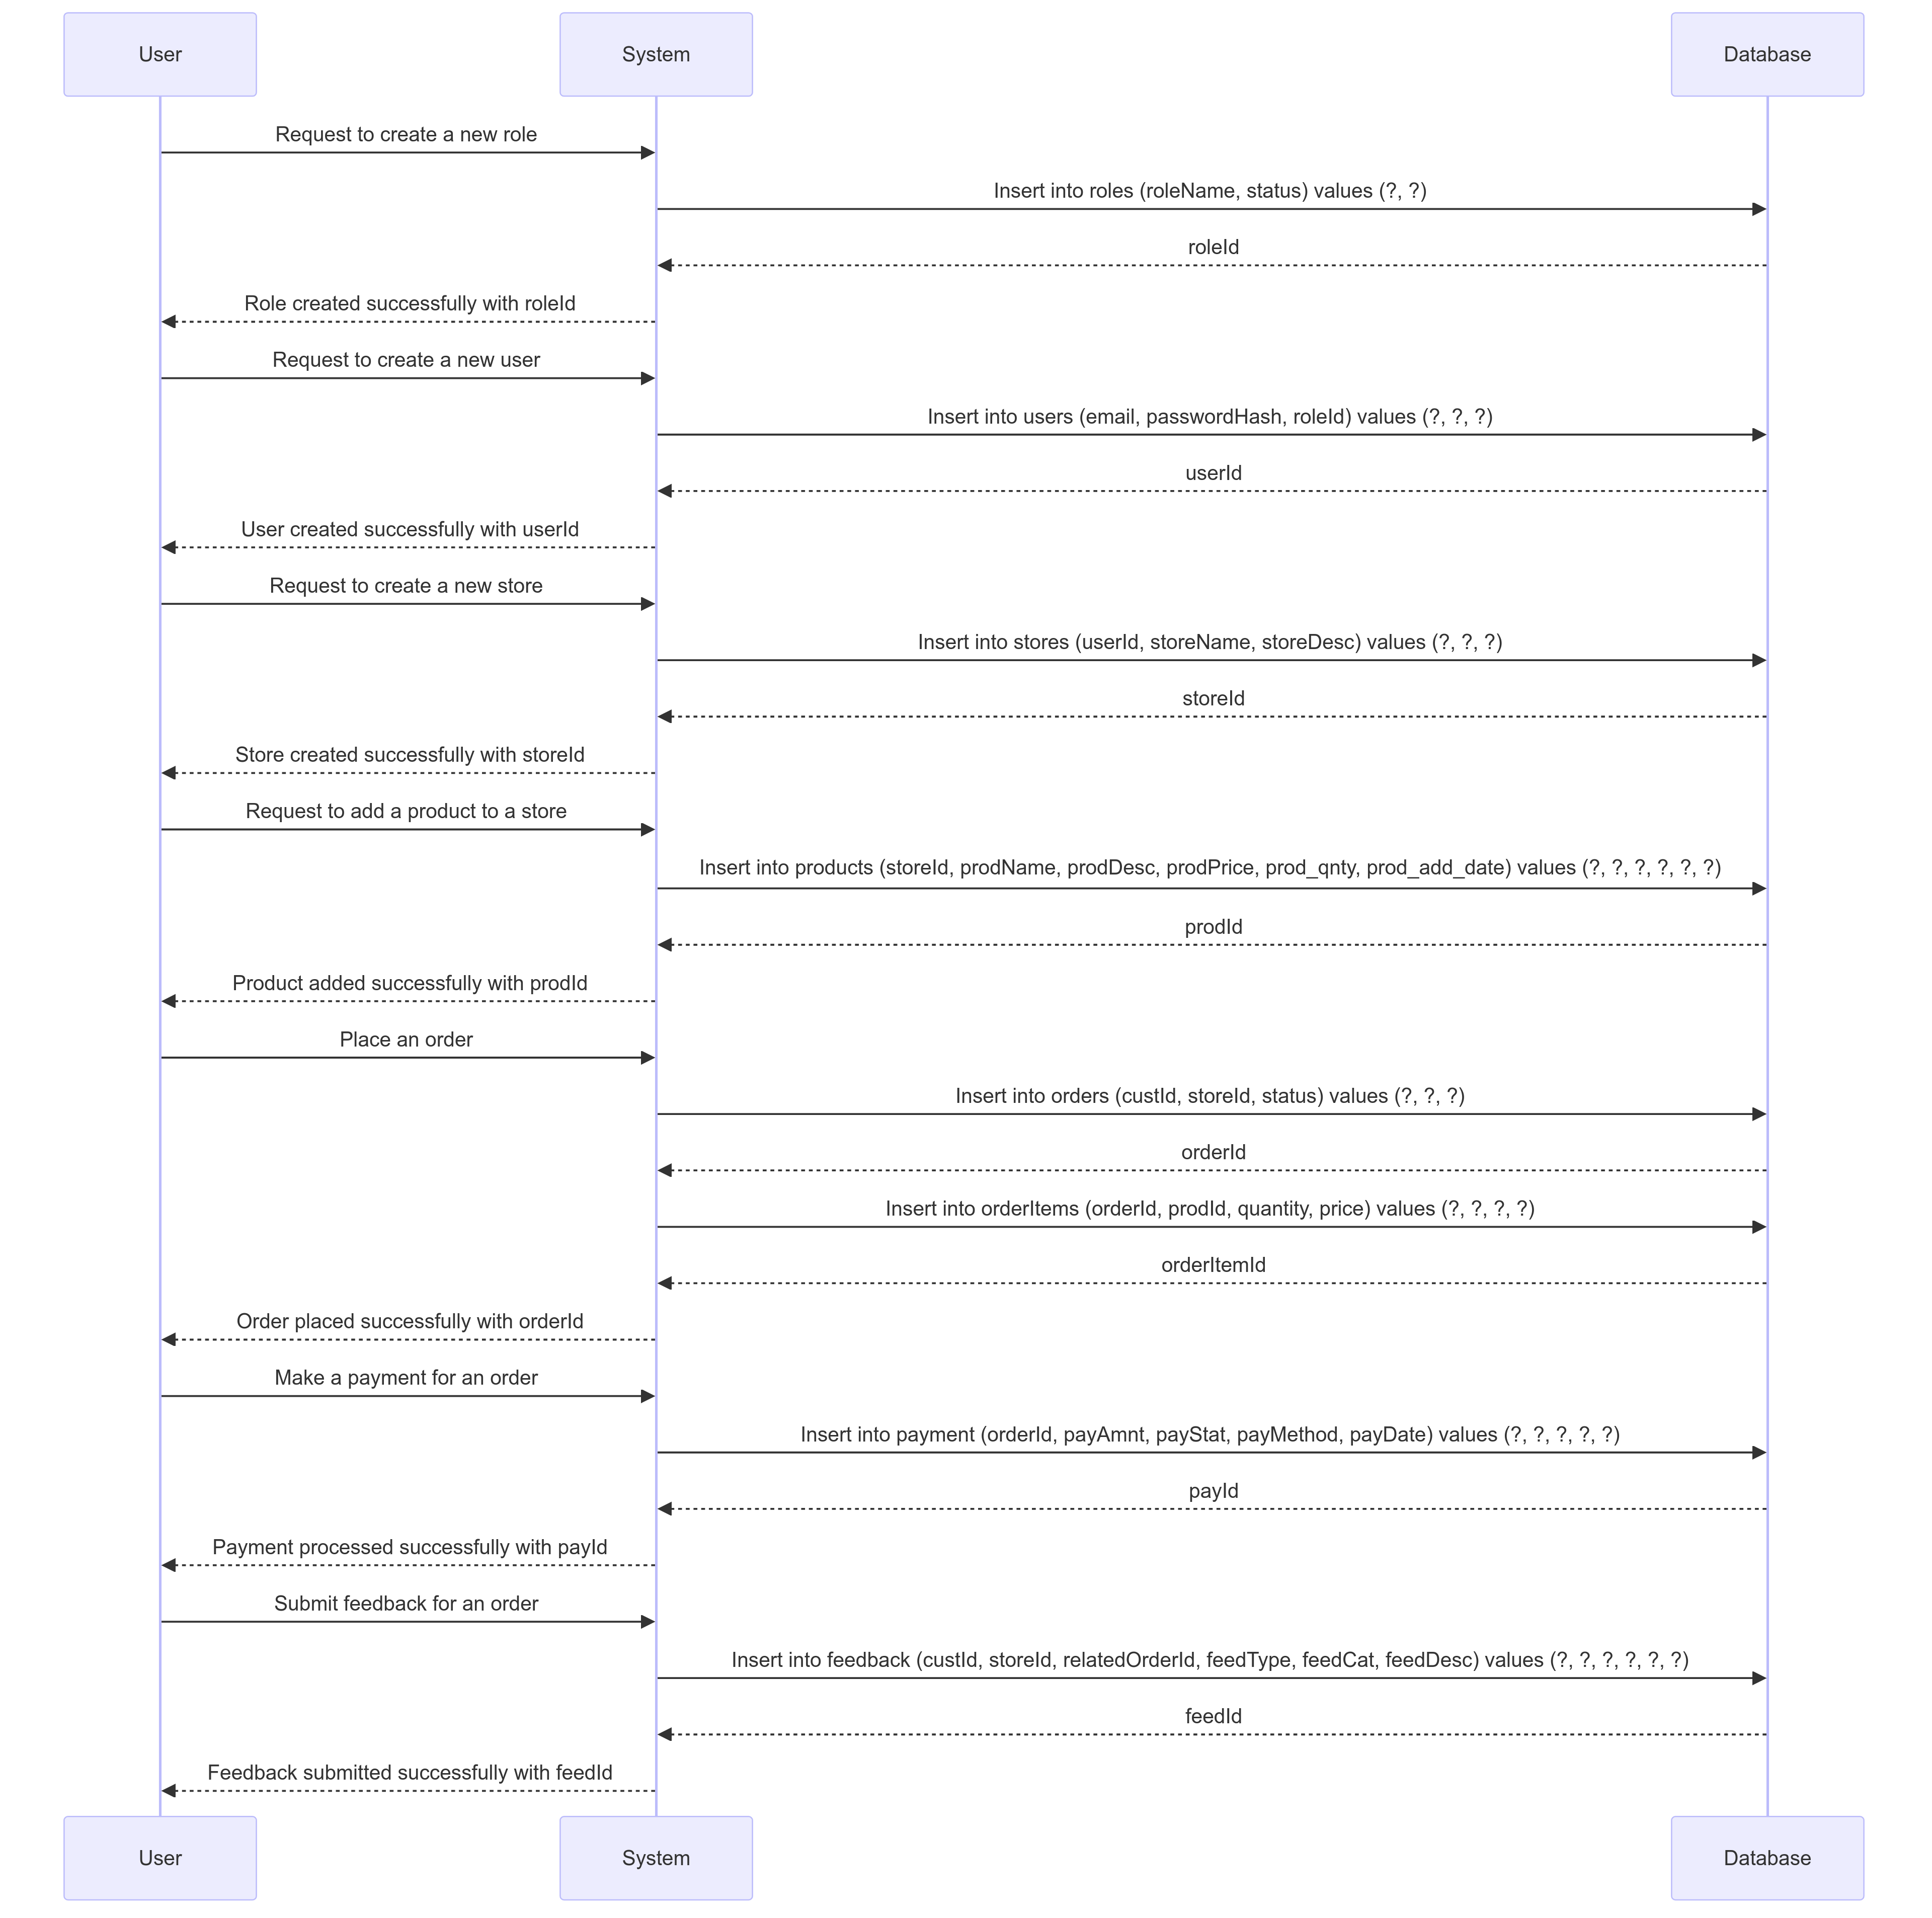 User
System
Database
Request to create a new role
Insert into roles (roleName, status) values (?, ?)
roleId
Role created successfully with roleId
Request to create a new user
Insert into users (email, passwordHash, roleId) values (?, ?, ?)
userId
User created successfully with userId
Request to create a new store
Insert into stores (userId, storeName, storeDesc) values (?, ?, ?)
storeId
Store created successfully with storeId
Request to add a product to a store
Insert into products (storeId, prodName, prodDesc, prodPrice, prod_qnty, prod_add_date) values (?, ?, ?, ?, ?, ?)
prodId
Product added successfully with prodId
Place an order
Insert into orders (custId, storeId, status) values (?, ?, ?)
orderId
Insert into orderItems (orderId, prodId, quantity, price) values (?, ?, ?, ?)
orderItemId
Order placed successfully with orderId
Make a payment for an order
Insert into payment (orderId, payAmnt, payStat, payMethod, payDate) values (?, ?, ?, ?, ?)
payId
Payment processed successfully with payId
Submit feedback for an order
Insert into feedback (custId, storeId, relatedOrderId, feedType, feedCat, feedDesc) values (?, ?, ?, ?, ?, ?)
feedId
Feedback submitted successfully with feedId
User
System
Database